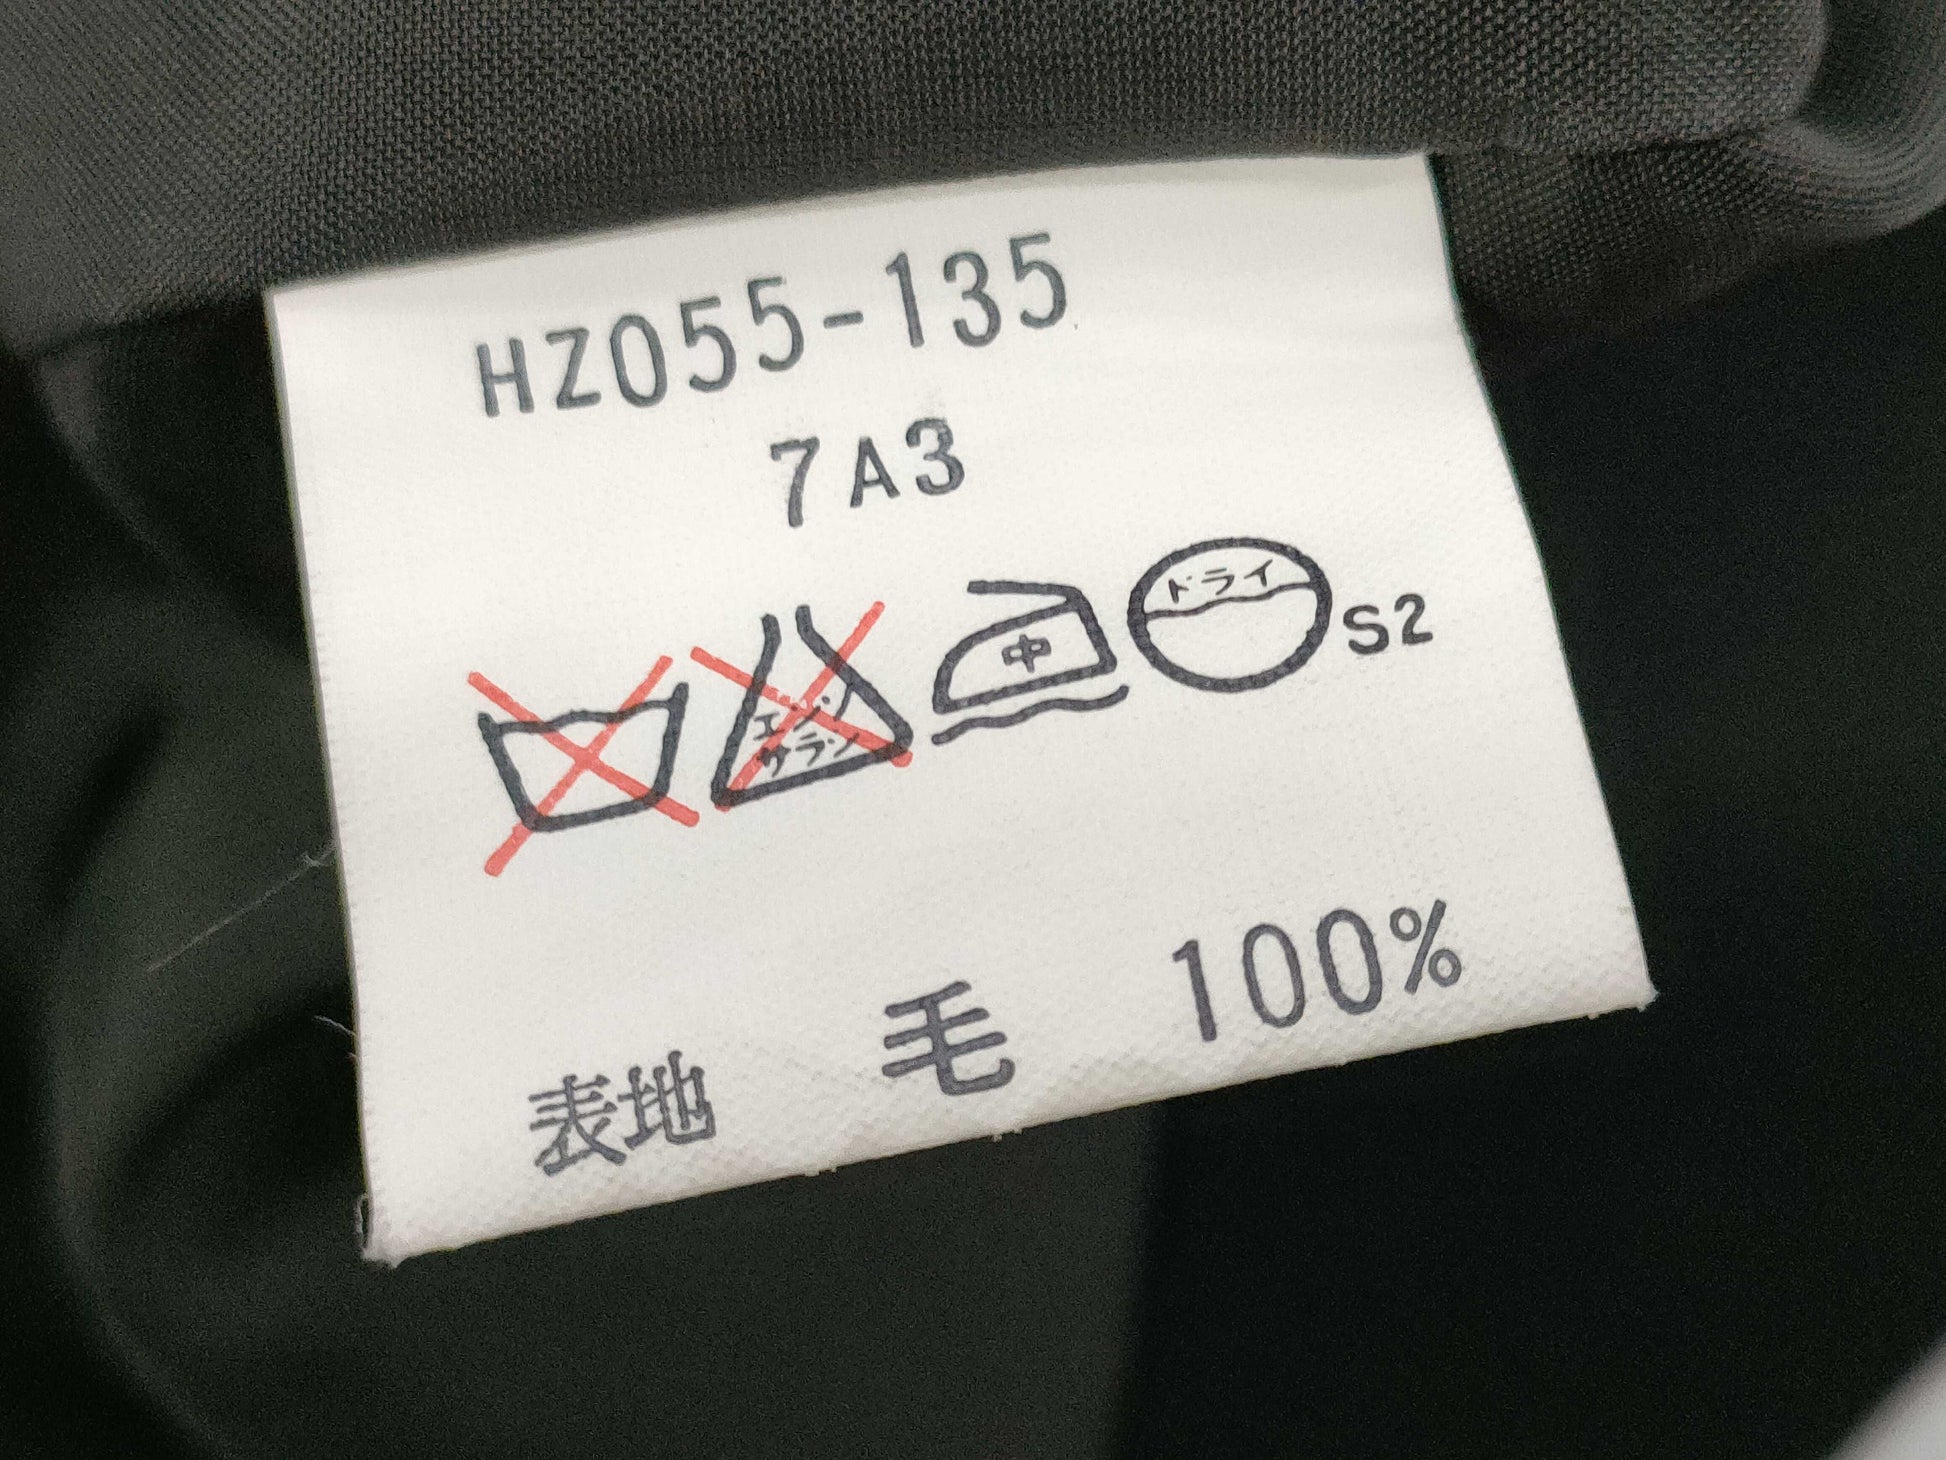 HZ055-135
7A3
エンソ
サラシ
中
ドライ
S2
表地 毛 100%